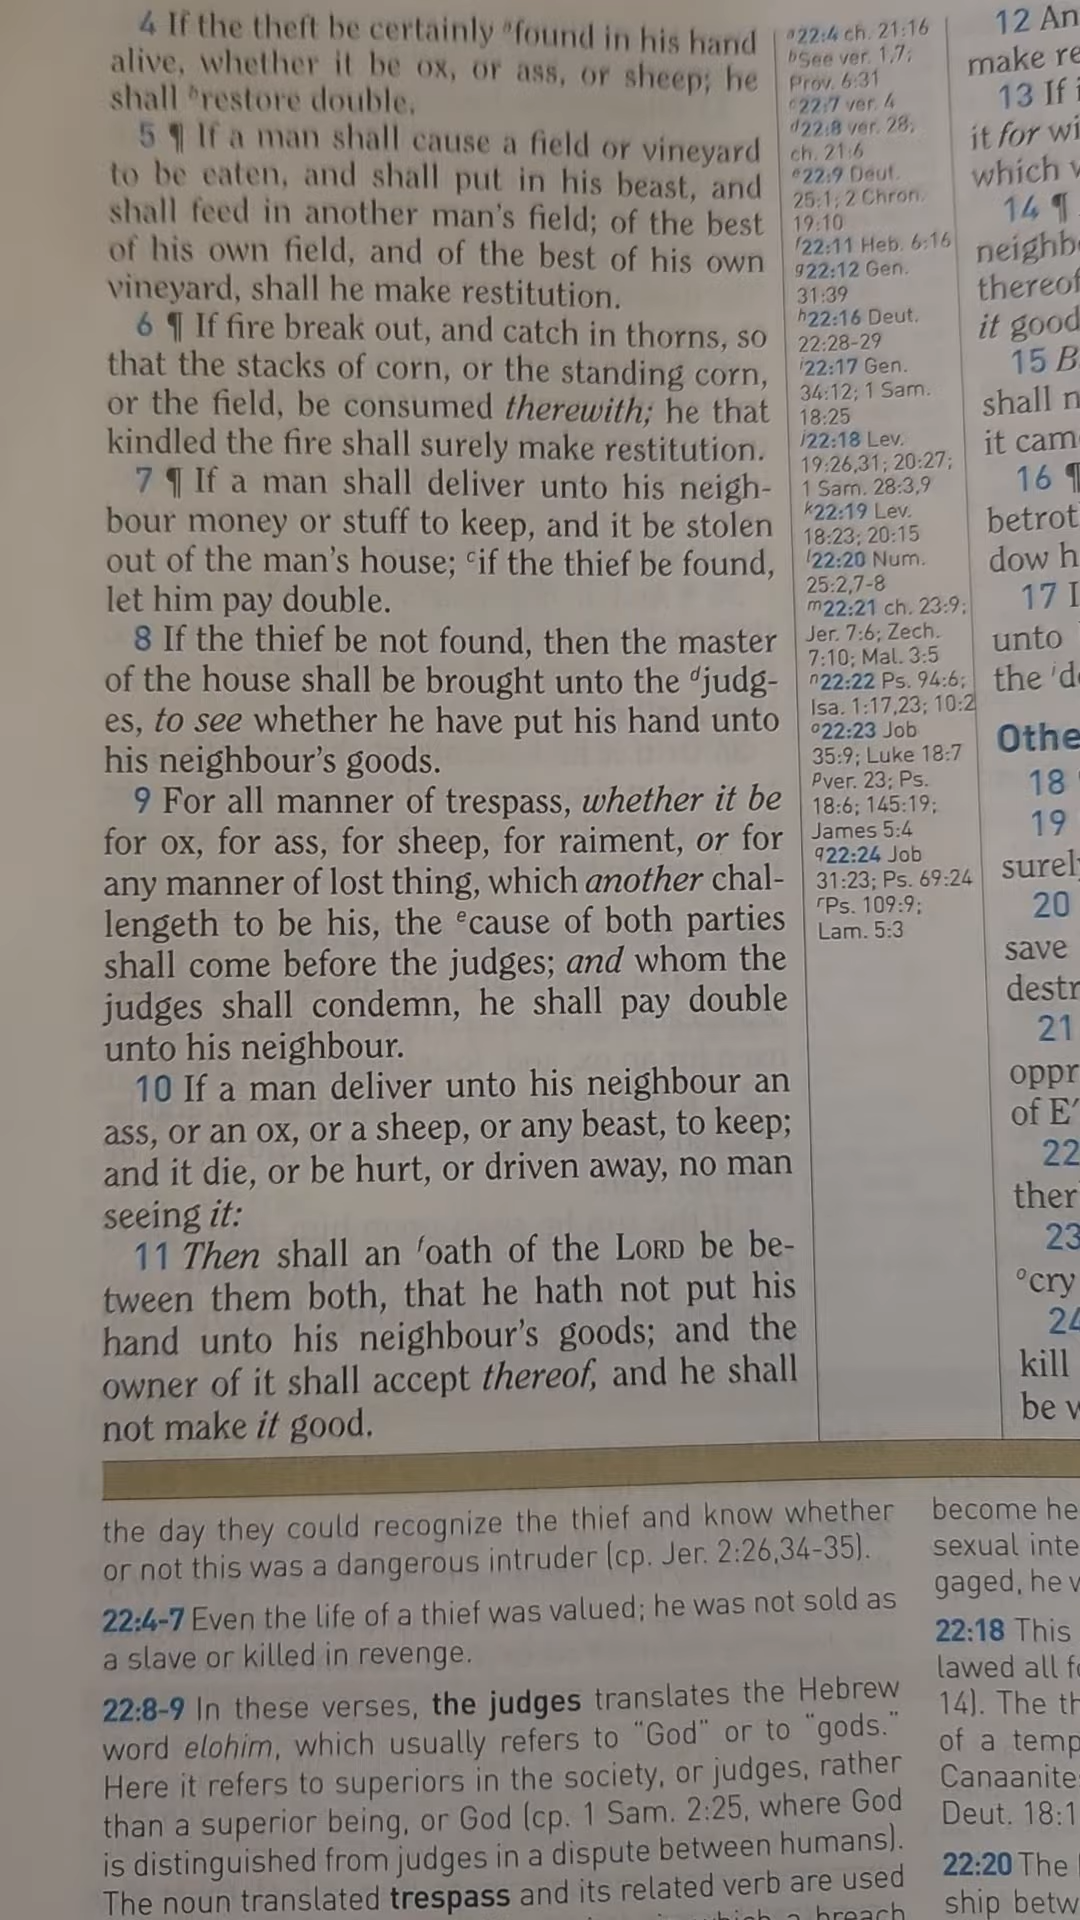 4 If the theft be certainly ᵃfound in his hand
alive, whether it be ox, or ass, or sheep; he
shall ᵇrestore double.
5 ¶ If a man shall cause a field or vineyard
to be eaten, and shall put in his beast, and
shall feed in another man's field; of the best
of his own field, and of the best of his own
vineyard, shall he make restitution.
6 ¶ If fire break out, and catch in thorns, so
that the stacks of corn, or the standing corn,
or the field, be consumed therewith; he that
kindled the fire shall surely make restitution.
7 ¶ If a man shall deliver unto his neigh-
bour money or stuff to keep, and it be stolen
out of the man's house; ᶜif the thief be found,
let him pay double.
8 If the thief be not found, then the master
of the house shall be brought unto the ᵈjudg-
es, to see whether he have put his hand unto
his neighbour's goods.
9 For all manner of trespass, whether it be
for ox, for ass, for sheep, for raiment, or for
any manner of lost thing, which another chal-
lengeth to be his, the ᵉcause of both parties
shall come before the judges; and whom the
judges shall condemn, he shall pay double
unto his neighbour.
10 If a man deliver unto his neighbour an
ass, or an ox, or a sheep, or any beast, to keep;
and it die, or be hurt, or driven away, no man
seeing it:
11 Then shall an ᶠoath of the LORD be be-
tween them both, that he hath not put his
hand unto his neighbour's goods; and the
owner of it shall accept thereof, and he shall
not make it good.
ᵃ22:4 ch. 21:16
ᵇSee ver. 1,7;
Prov. 6:31
ᶜ22:7 ver. 4
ᵈ22:8 ver. 28;
ch. 21:6
ᵉ22:9 Deut.
25:1; 2 Chron.
19:10
ᶠ22:11 Heb. 6:16
ᵍ22:12 Gen.
31:39
ʰ22:16 Deut.
22:28-29
ⁱ22:17 Gen.
34:12; 1 Sam.
18:25
ʲ22:18 Lev.
19:26,31; 20:27;
1 Sam. 28:3,9
ᵏ22:19 Lev.
18:23; 20:15
ˡ22:20 Num.
25:2,7-8
ᵐ22:21 ch. 23:9;
Jer. 7:6; Zech.
7:10; Mal. 3:5
ⁿ22:22 Ps. 94:6;
Isa. 1:17,23; 10:2
ᵒ22:23 Job
35:9; Luke 18:7
ᵖver. 23; Ps.
18:6; 145:19;
James 5:4
q22:24 Job
31:23; Ps. 69:24
ʳPs. 109:9;
Lam. 5:3
12 An
make re
13 If i
it for wi
which
14 ¶
neighb
thereof
it good
15 B
shall n
it cam
16 ¶
betrot
dow h
17 I
unto
the ⁱd
Othe
18
19
surely
20
save
destr
21
oppr
of E'
22
ther
23
ᵒcry
24
kill
be
the day they could recognize the thief and know whether
or not this was a dangerous intruder (cp. Jer. 2:26,34-35).
22:4-7 Even the life of a thief was valued; he was not sold as
a slave or killed in revenge.
22:8-9 In these verses, the judges translates the Hebrew
word elohim, which usually refers to "God" or to "gods."
Here it refers to superiors in the society, or judges, rather
than a superior being, or God (cp. 1 Sam. 2:25, where God
is distinguished from judges in a dispute between humans).
The noun translated trespass and its related verb are used
which a breach
become he
sexual inte
gaged, he
22:18 This
lawed all fo
14). The th
of a temp
Canaanite
Deut. 18:1
22:20 The
ship betw